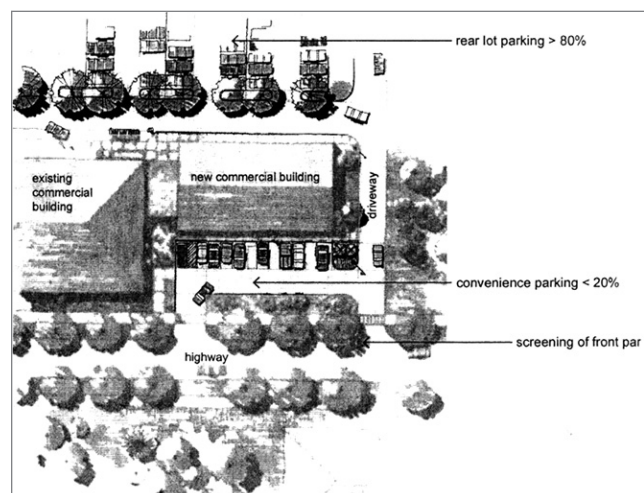 rear lot parking > 80%
existing
commercial
building
new commercial building
driveway
convenience parking < 20%
screening of front par
highway